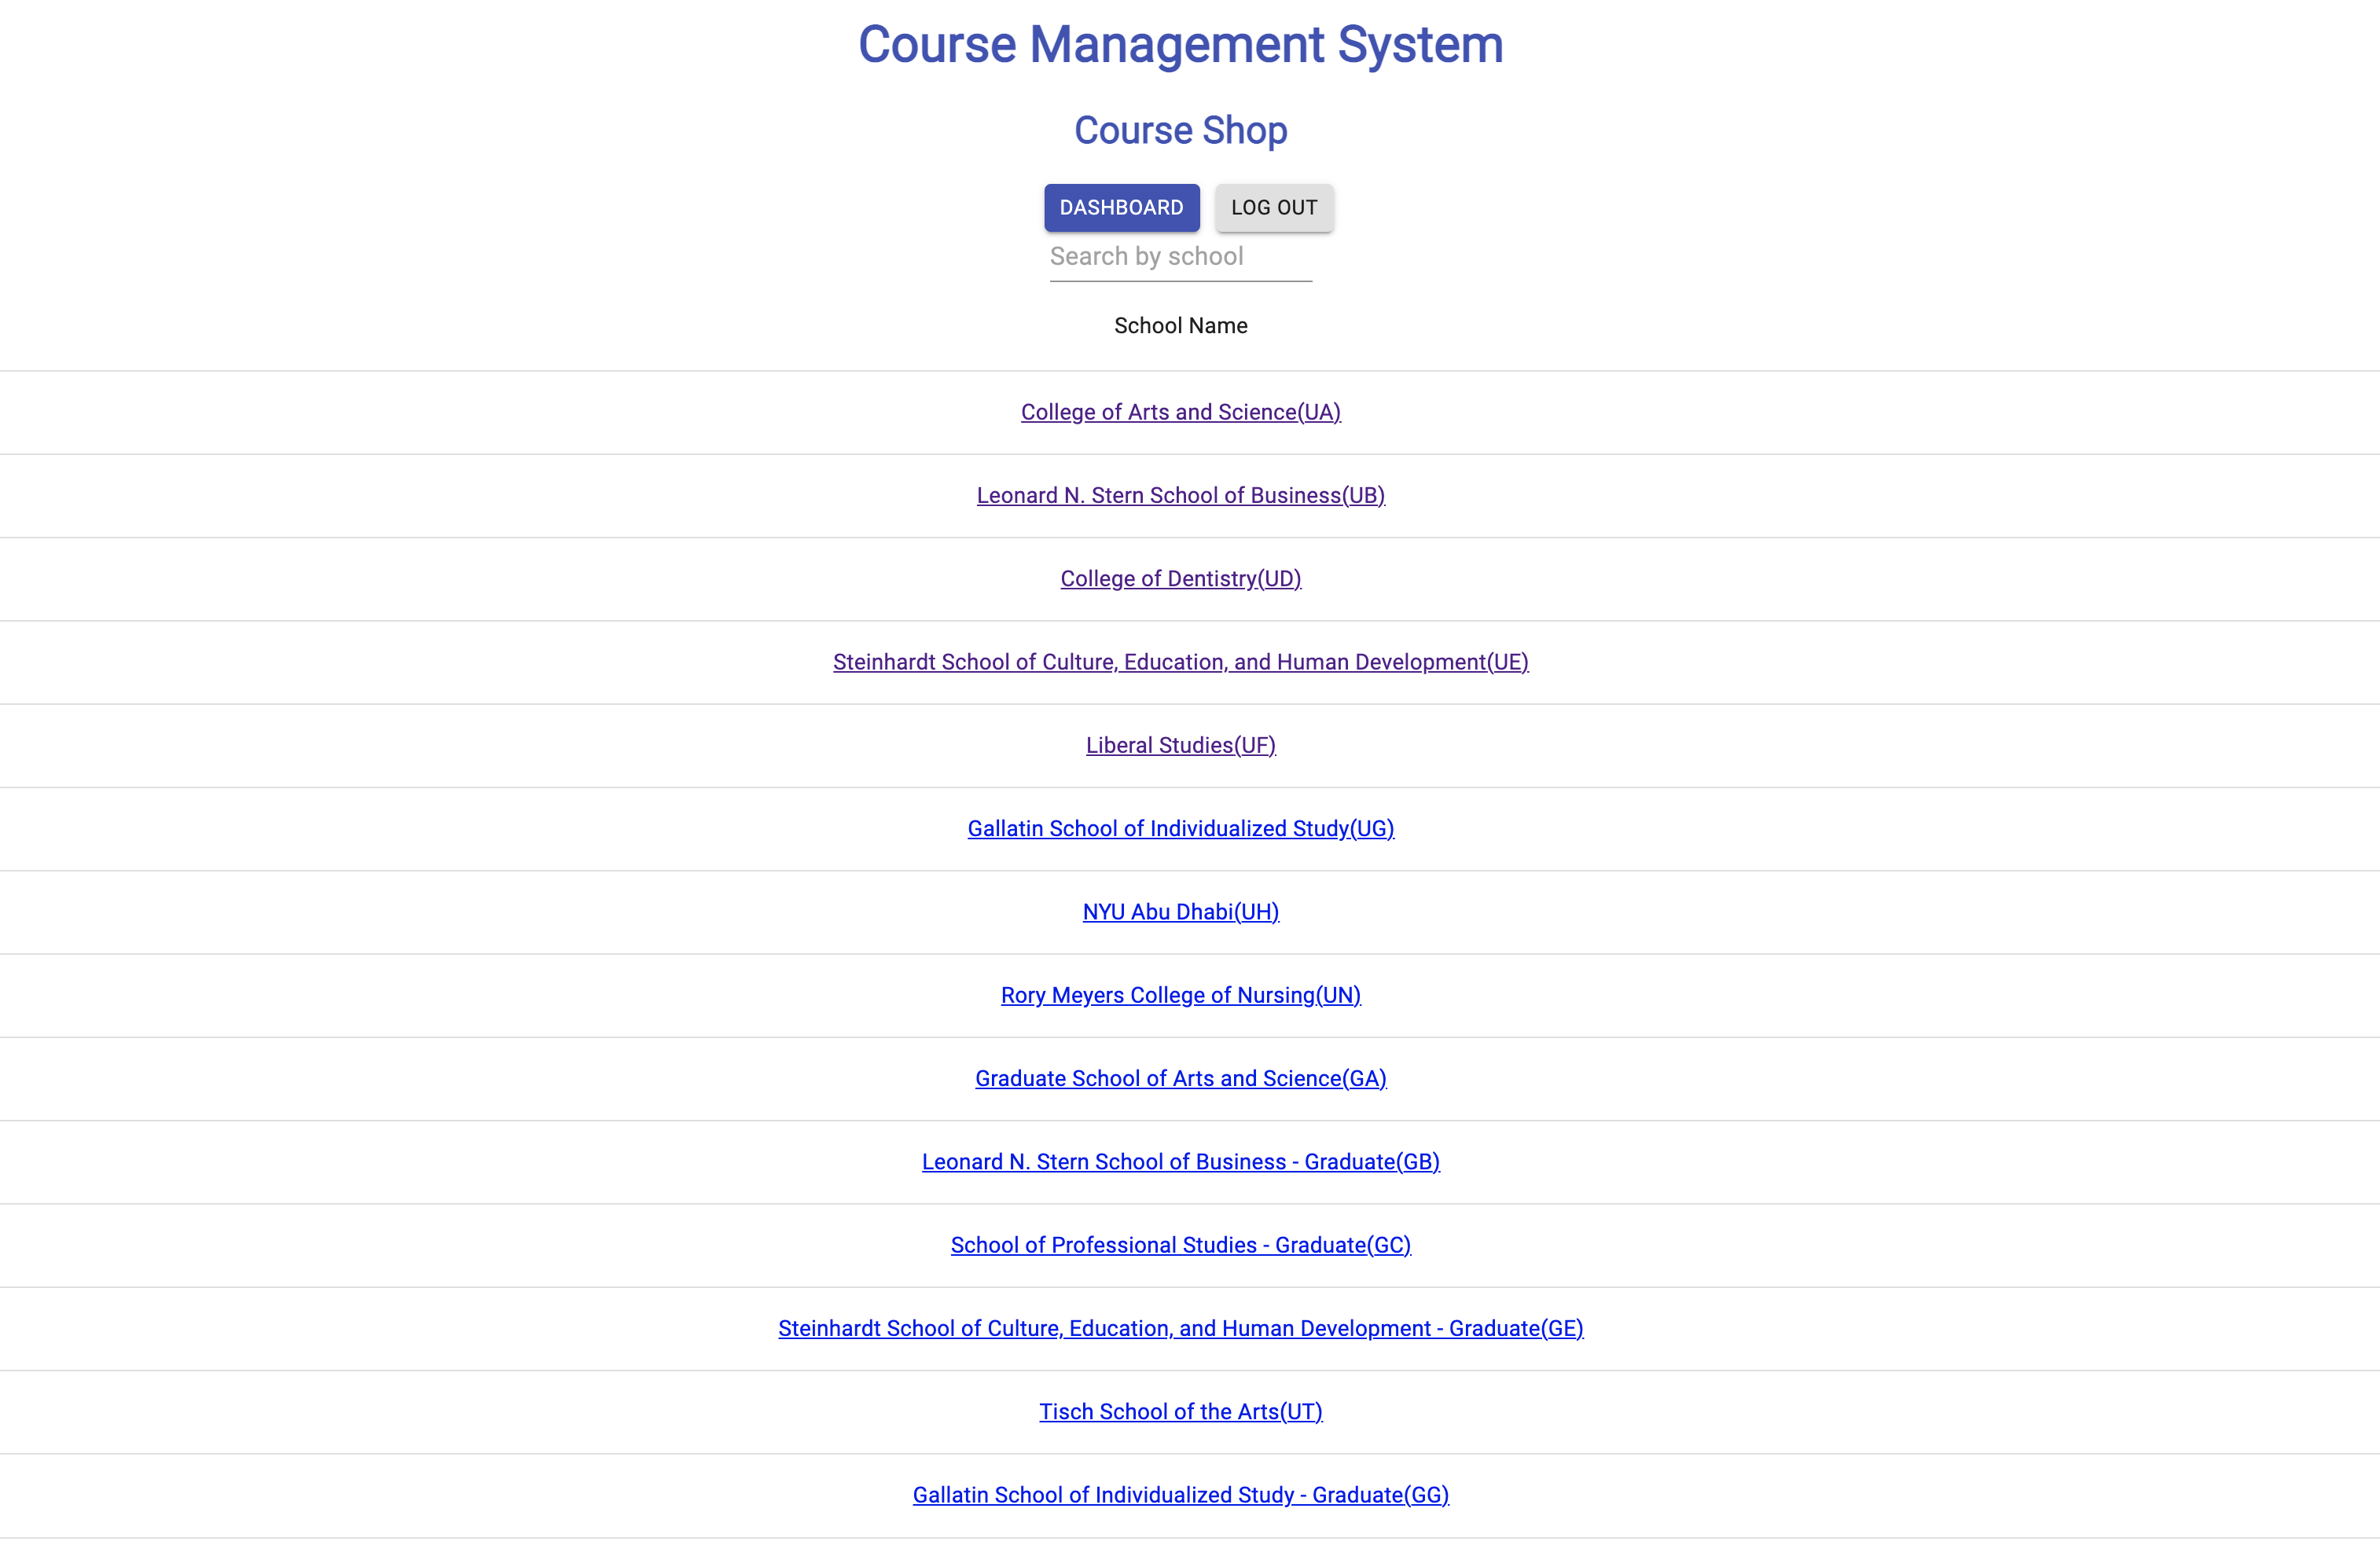 Course Management System
Course Shop
DASHBOARD LOG OUT
Search by school
School Name
College of Arts and Science(UA)
Leonard N. Stern School of Business(UB)
College of Dentistry(UD)
Steinhardt School of Culture, Education, and Human Development(UE)
Liberal Studies(UF)
Gallatin School of Individualized Study(UG)
NYU Abu Dhabi(UH)
Rory Meyers College of Nursing(UN)
Graduate School of Arts and Science(GA)
Leonard N. Stern School of Business - Graduate(GB)
School of Professional Studies - Graduate(GC)
Steinhardt School of Culture, Education, and Human Development - Graduate(GE)
Tisch School of the Arts(UT)
Gallatin School of Individualized Study - Graduate(GG)